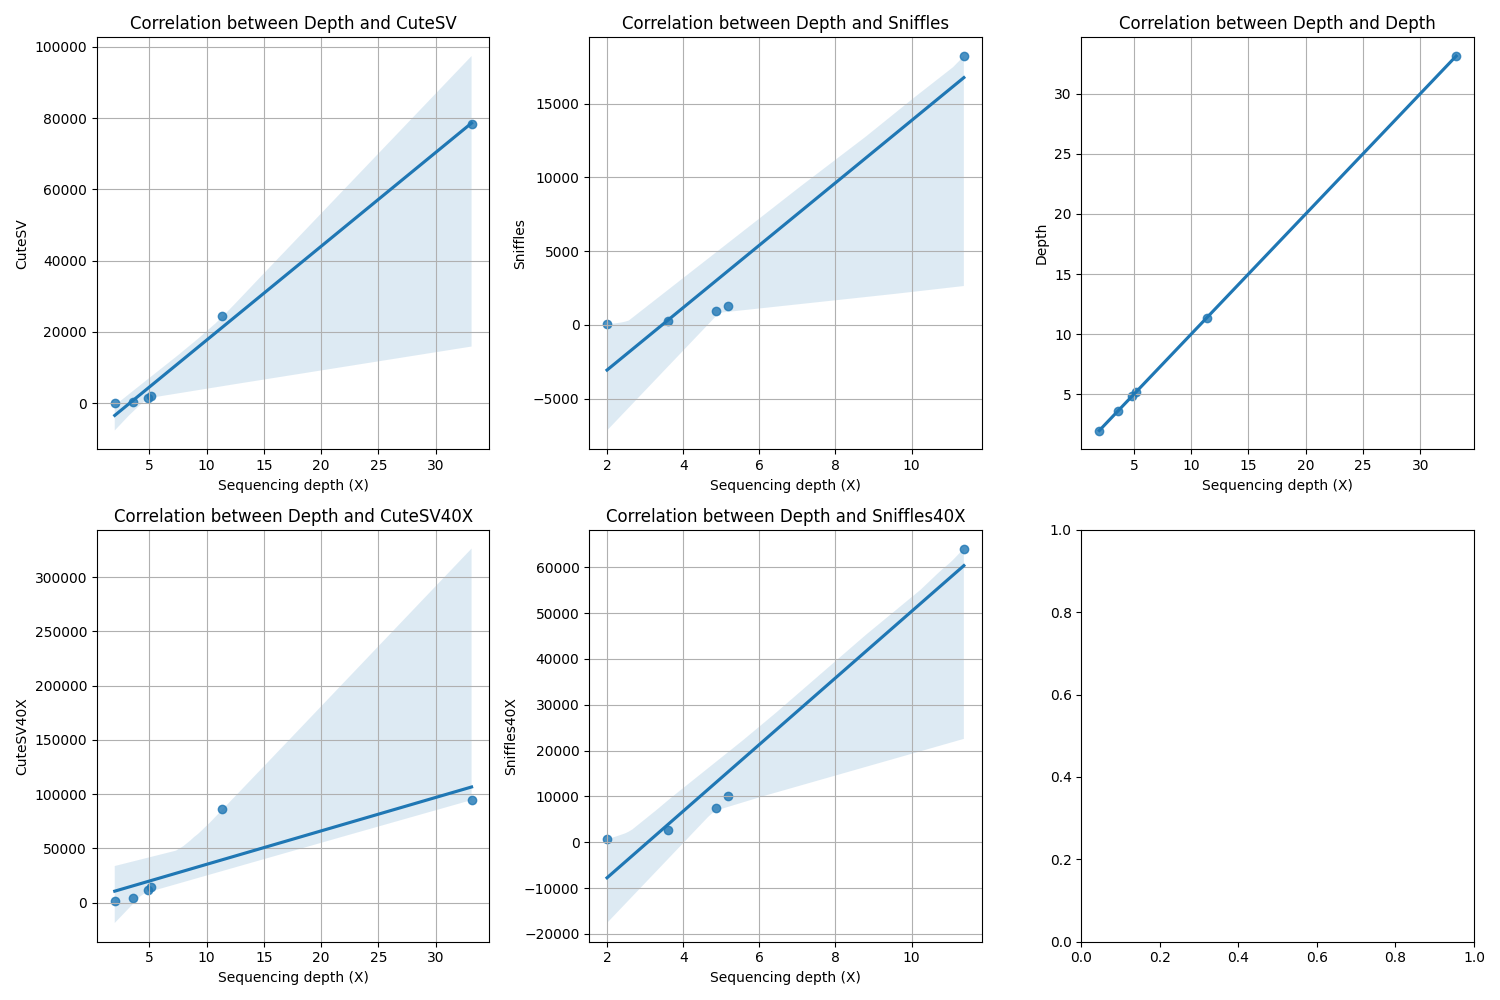 Correlation between Depth and CuteSV
100000
80000
60000
40000
20000
0
CuteSV
5 10 15 20 25 30
Sequencing depth (X)
Correlation between Depth and Sniffles
15000
10000
5000
0
−5000
Sniffles
2 4 6 8 10
Sequencing depth (X)
Correlation between Depth and Depth
30
25
20
15
10
5
Depth
5 10 15 20 25 30
Sequencing depth (X)
Correlation between Depth and CuteSV40X
300000
250000
200000
150000
100000
50000
0
CuteSV40X
5 10 15 20 25 30
Sequencing depth (X)
Correlation between Depth and Sniffles40X
60000
50000
40000
30000
20000
10000
0
−10000
−20000
Sniffles40X
2 4 6 8 10
Sequencing depth (X)
1.0
0.8
0.6
0.4
0.2
0.0
0.0 0.2 0.4 0.6 0.8 1.0